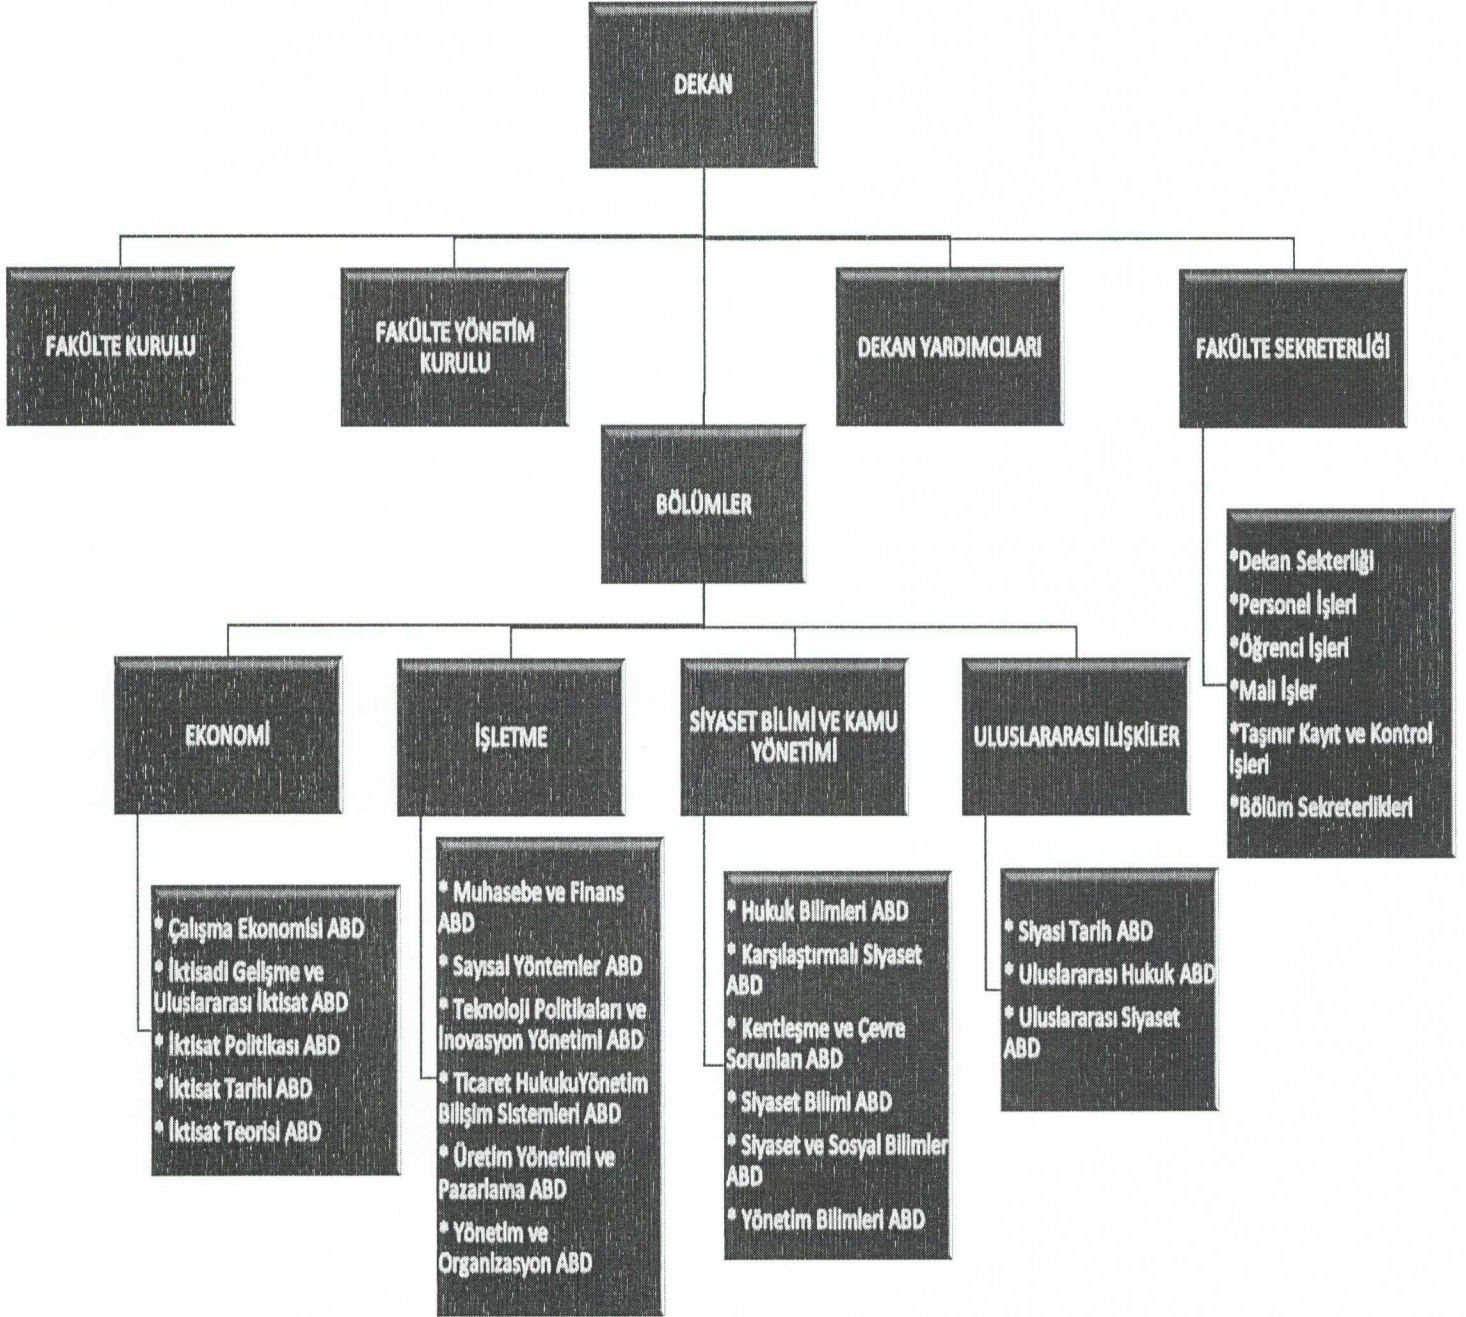 DEKAN
FAKÜLTE KURULU
FAKÜLTE YÖNETİM
KURULU
DEKAN YARDIMCILARI
FAKÜLTE SEKRETERLİĞİ
BÖLÜMLER
*Dekan Sekterliği
*Personel İşleri
*Öğrenci İşleri
*Mali İşler
*Taşınır Kayıt ve Kontrol
İşleri
*Bölüm Sekreterlikleri
EKONOMİ
İŞLETME
SİYASET BİLİMİ VE KAMU
YÖNETİMİ
ULUSLARARASI İLİŞKİLER
* Çalışma Ekonomisi ABD
* İktisadi Gelişme ve
Uluslararası İktisat ABD
* İktisat Politikası ABD
* İktisat Tarihi ABD
* İktisat Teorisi ABD
* Muhasebe ve Finans
ABD
* Sayısal Yöntemler ABD
* Teknoloji Politikaları ve
İnovasyon Yönetimi ABD
* Ticaret HukukuYönetim
Bilişim Sistemleri ABD
* Üretim Yönetimi ve
Pazarlama ABD
* Yönetim ve
Organizasyon ABD
* Hukuk Bilimleri ABD
* Karşılaştırmalı Siyaset
ABD
* Kentleşme ve Çevre
Sorunları ABD
* Siyaset Bilimi ABD
* Siyaset ve Sosyal Bilimler
ABD
* Yönetim Bilimleri ABD
* Siyasi Tarih ABD
* Uluslararası Hukuk ABD
* Uluslararası Siyaset
ABD